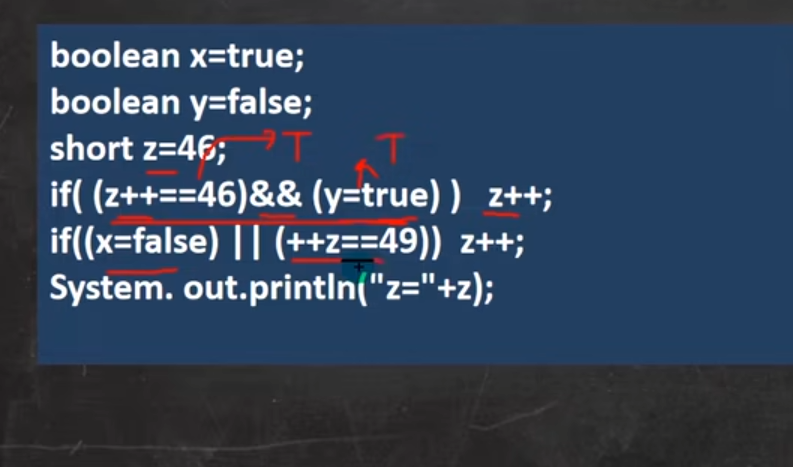 boolean x=true;
boolean y=false;
short z=46;
T T
if( (z++==46)&& (y=true) ) z++;
if((x=false) || (++z==49)) z++;
System. out.println("z="+z);